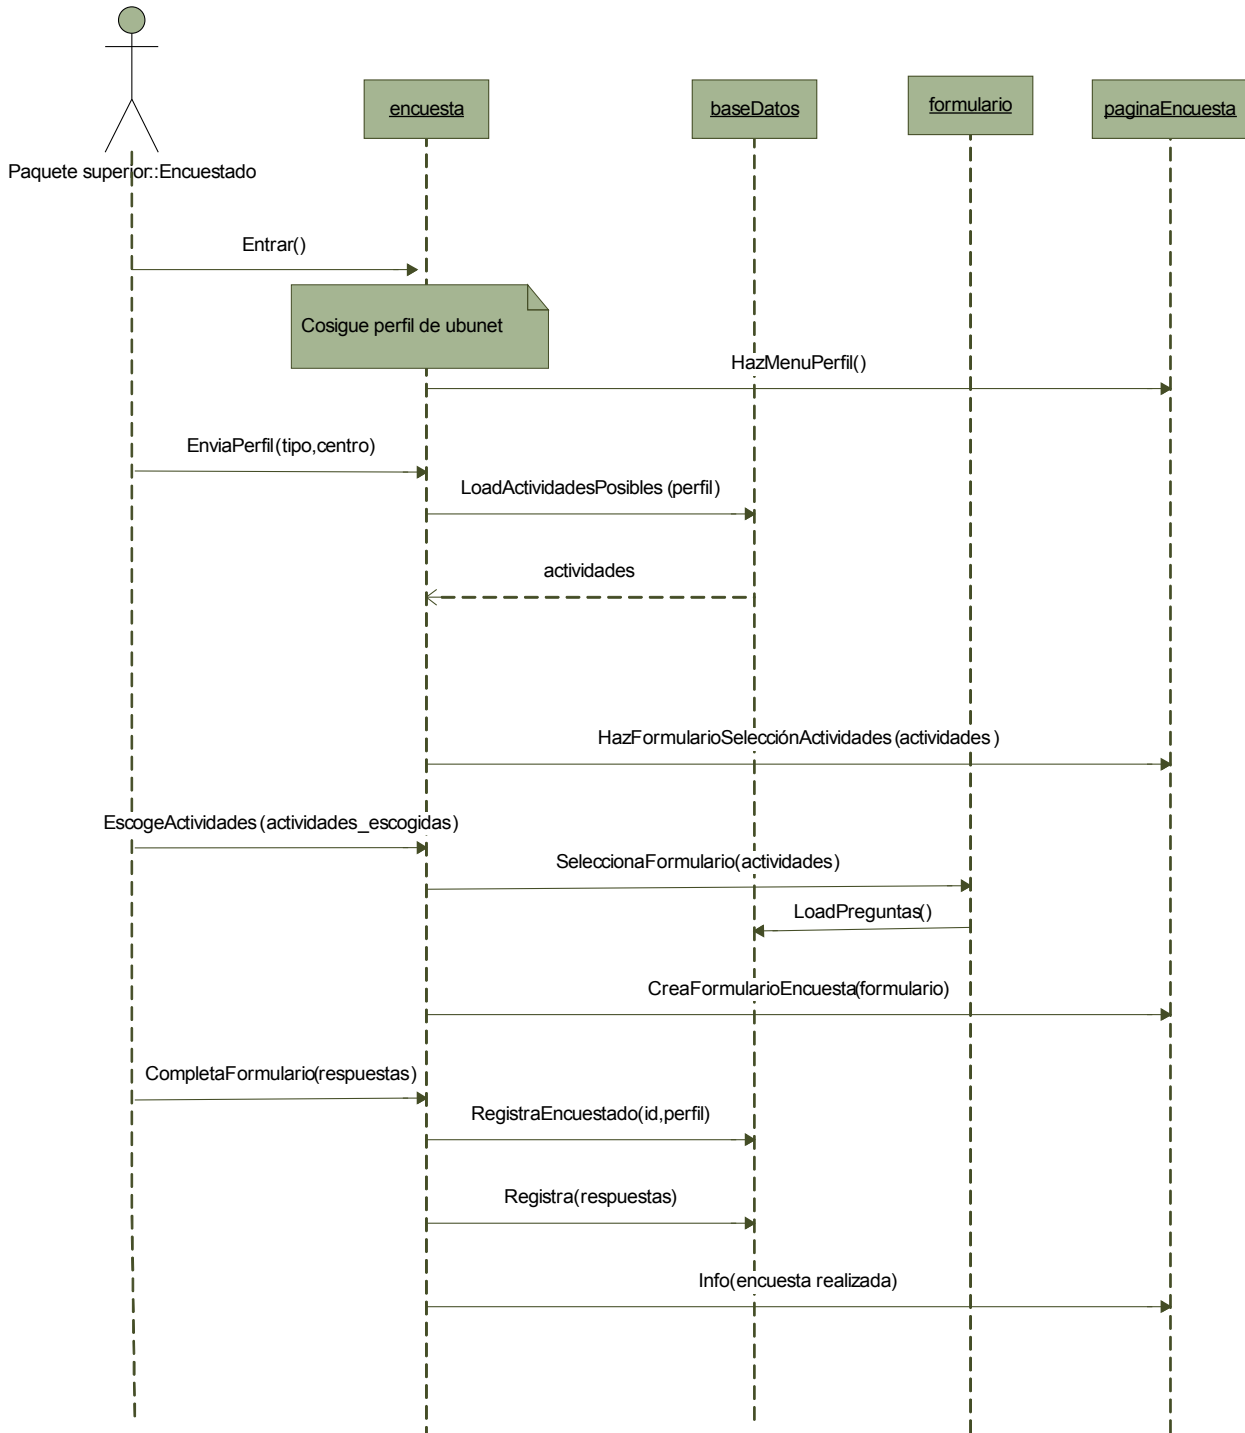 encuesta
baseDatos
formulario
paginaEncuesta
Paquete superior::Encuestado
Entrar()
Cosigue perfil de ubunet
HazMenuPerfil()
EnviaPerfil(tipo,centro)
LoadActividadesPosibles (perfil)
actividades
HazFormularioSelecciónActividades (actividades )
EscogeActividades (actividades_escogidas)
SeleccionaFormulario(actividades)
LoadPreguntas()
CreaFormularioEncuesta(formulario)
CompletaFormulario(respuestas)
RegistraEncuestado(id,perfil)
Registra(respuestas)
Info(encuesta realizada)